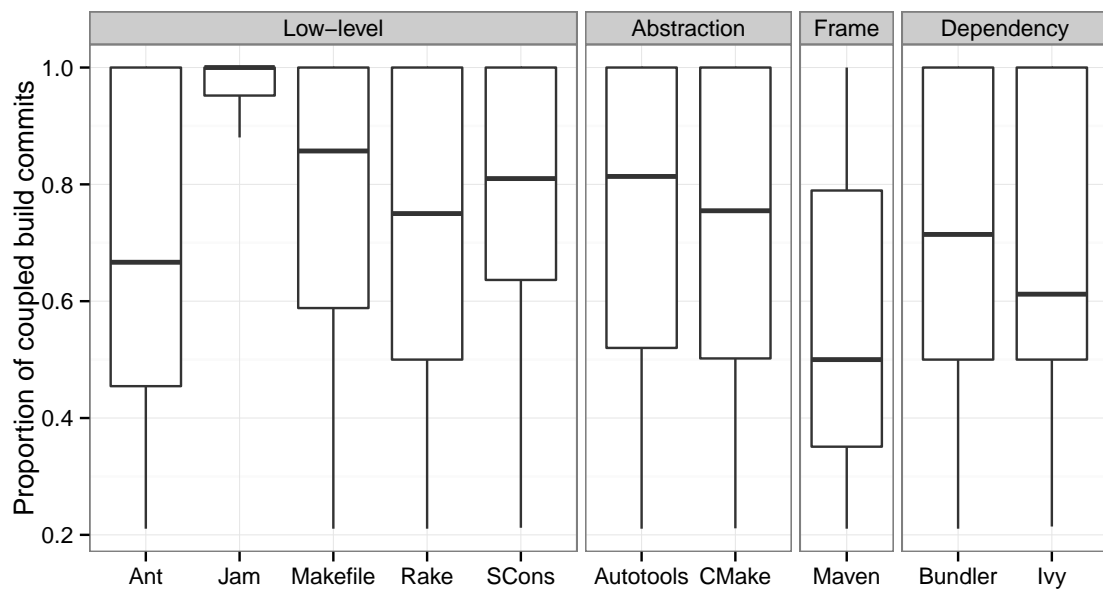 Low−level Abstraction Frame Dependency
Proportion of coupled build commits
1.0
0.8
0.6
0.4
0.2
Ant Jam Makefile Rake SCons Autotools CMake Maven Bundler Ivy